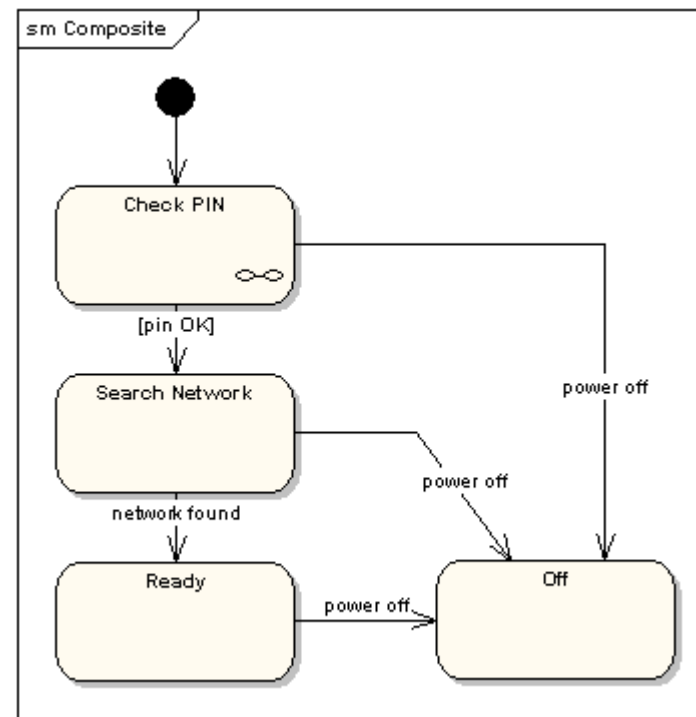 sm Composite
Check PIN
[pin OK]
Search Network
power off
power off
network found
Ready
Off
power off